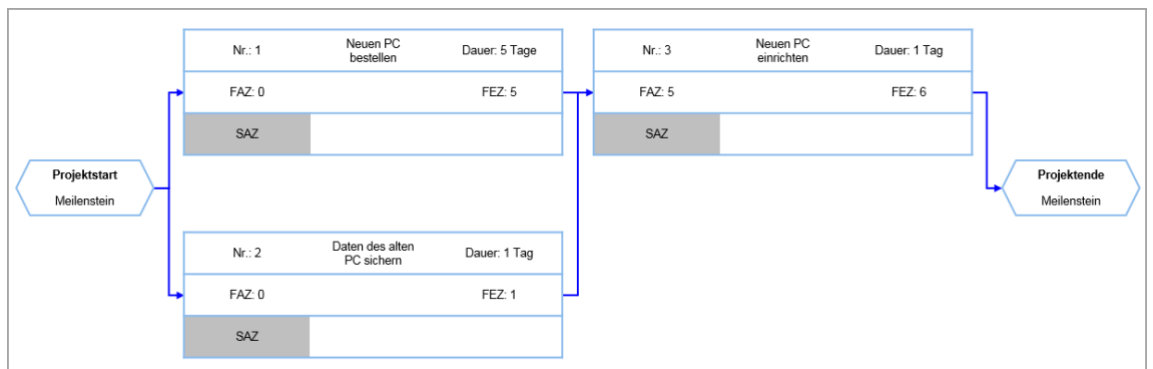 Nr.: 1 Neuen PC bestellen Dauer: 5 Tage
FAZ: 0 FEZ: 5
SAZ
Nr.: 3 Neuen PC einrichten Dauer: 1 Tag
FAZ: 5 FEZ: 6
SAZ
Projektstart
Meilenstein
Projektende
Meilenstein
Nr.: 2 Daten des alten PC sichern Dauer: 1 Tag
FAZ: 0 FEZ: 1
SAZ